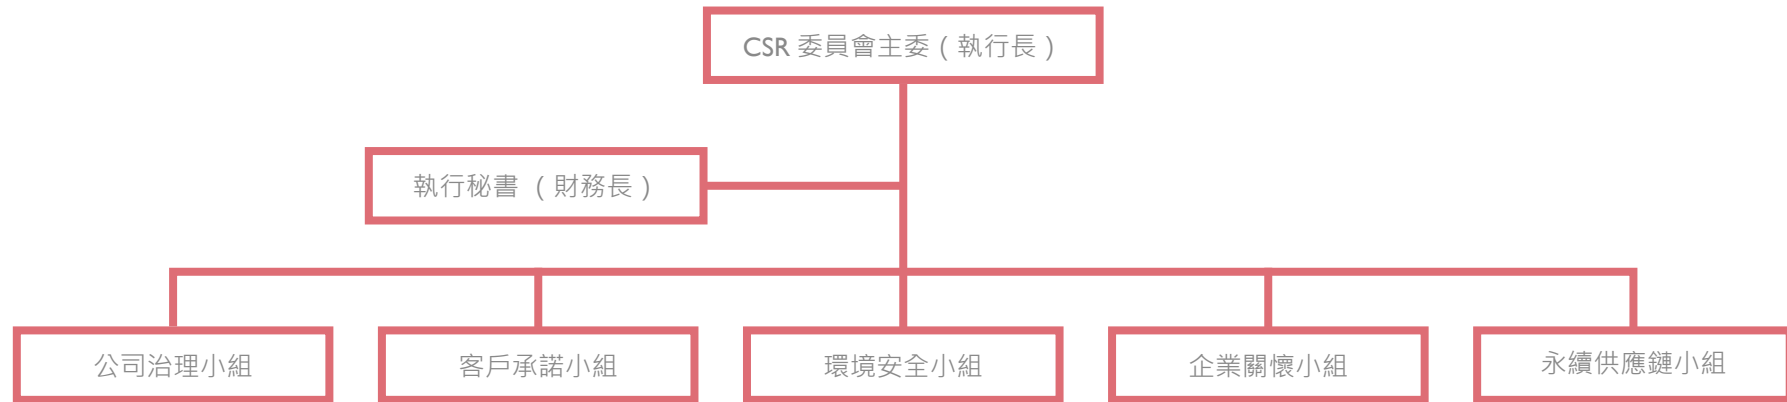 CSR 委員會主委 ( 執行長 )
執行秘書 ( 財務長 )
公司治理小組
客戶承諾小組
環境安全小組
企業關懷小組
永續供應鏈小組